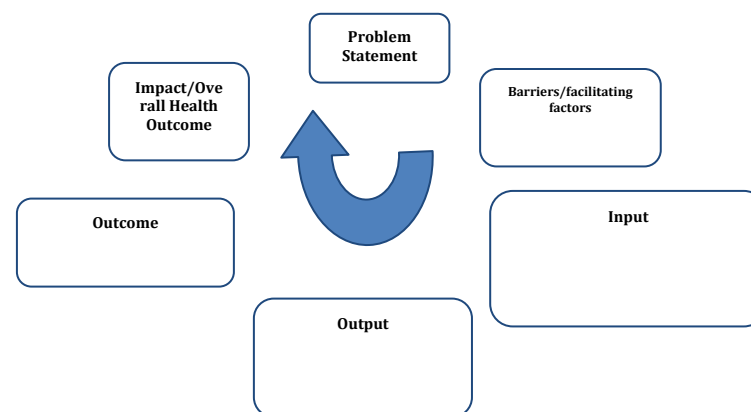 Problem
Statement
Impact/Ove
rall Health
Outcome
Barriers/facilitating
factors
Outcome
Input
Output